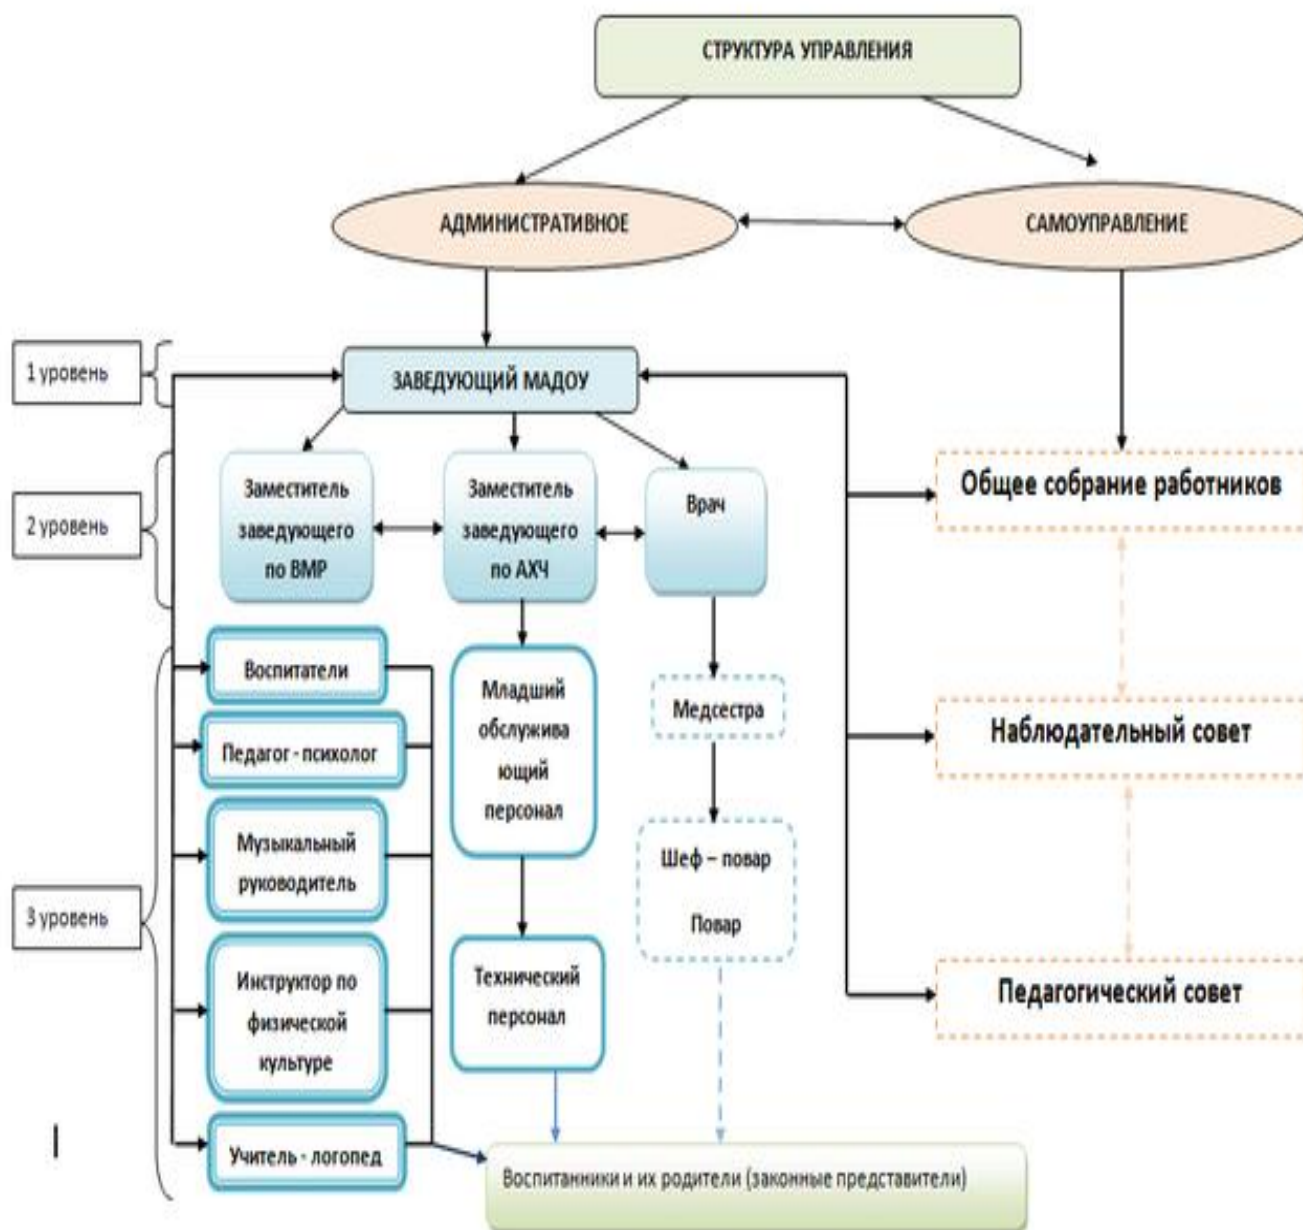 СТРУКТУРА УПРАВЛЕНИЯ
АДМИНИСТРАТИВНОЕ
САМОУПРАВЛЕНИЕ
1 уровень
ЗАВЕДУЮЩИЙ МАДОУ
2 уровень
Заместитель
заведующего
по ВМР
Заместитель
заведующего
по АХЧ
Врач
Общее собрание работников
3 уровень
Воспитатели
Педагог - психолог
Музыкальный
руководитель
Инструктор по
физической
культуре
Учитель - логопед
Младший
обслужива
ющий
персонал
Технический
персонал
Медсестра
Шеф – повар
Повар
Наблюдательный совет
Педагогический совет
Воспитанники и их родители (законные представители)